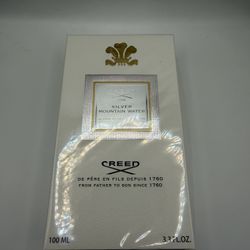 SILVER
MOUNTAIN WATER
CREED
DE PÈRE EN FILS DEPUIS 1760
FROM FATHER TO SON SINCE 1760
100 ML
3.3 FL.OZ.